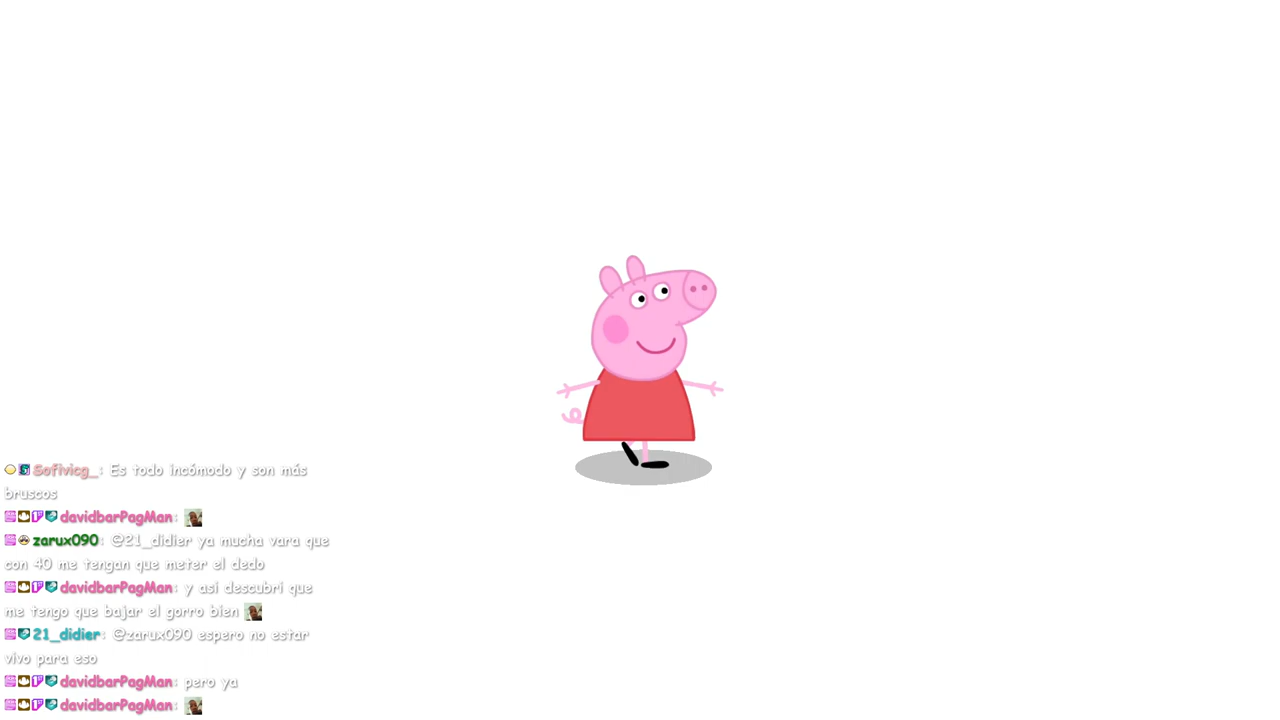 Sofivicg_: Es todo incómodo y son más
bruscos
davidbarPagMan:
zarux090: @21_didier ya mucha vara que
con 40 me tengan que meter el dedo
davidbarPagMan: y asi descubri que
me tengo que bajar el gorro bien
21_didier: @zarux090 espero no estar
vivo para eso
davidbarPagMan: pero ya
davidbarPagMan: